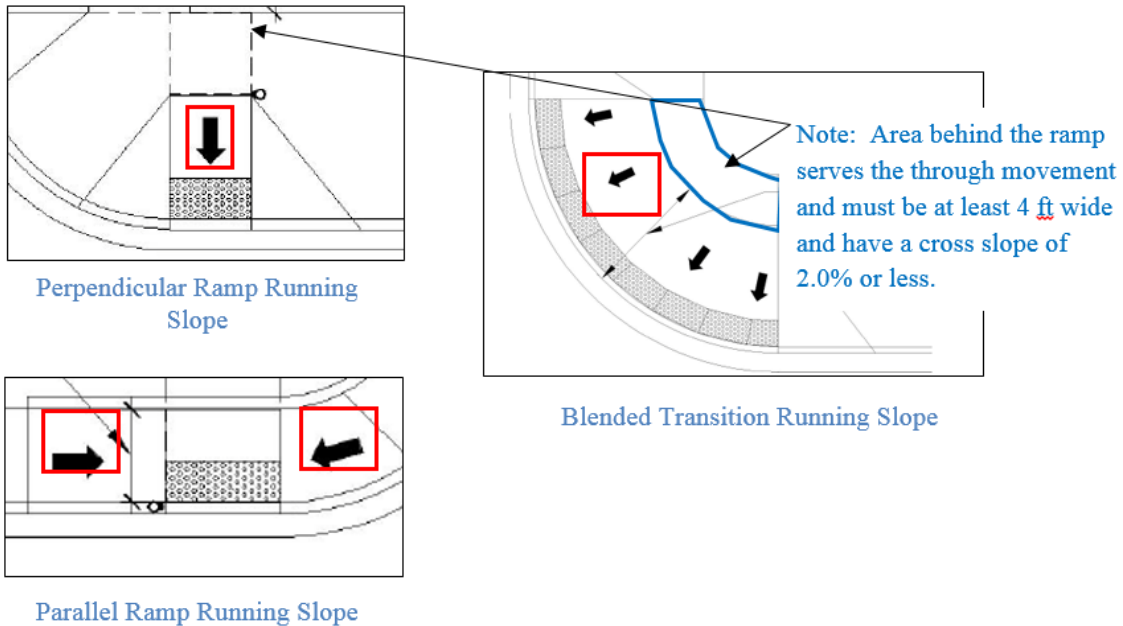 Perpendicular Ramp Running
Slope
Note: Area behind the ramp
serves the through movement
and must be at least 4 ft wide
and have a cross slope of
2.0% or less.
Blended Transition Running Slope
Parallel Ramp Running Slope